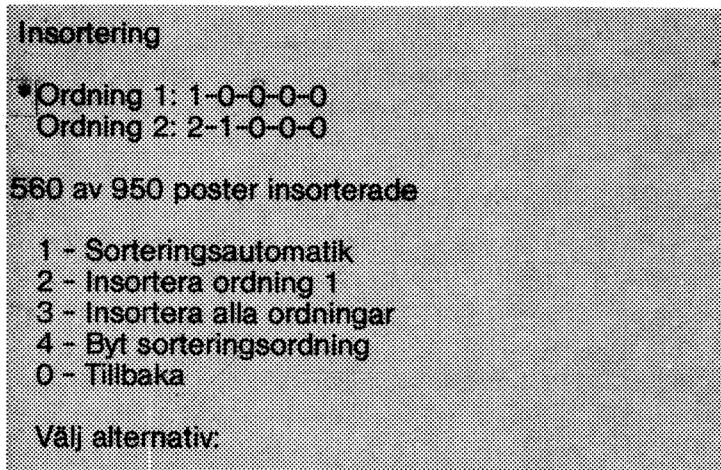 Insortering
*Ordning 1: 1-0-0-0-0
Ordning 2: 2-1-0-0-0
560 av 950 poster insorterade
1 - Sorteringsautomatik
2 - Insortera ordning 1
3 - Insortera alla ordningar
4 - Byt sorteringsordning
0 - Tillbaka
Välj alternativ: